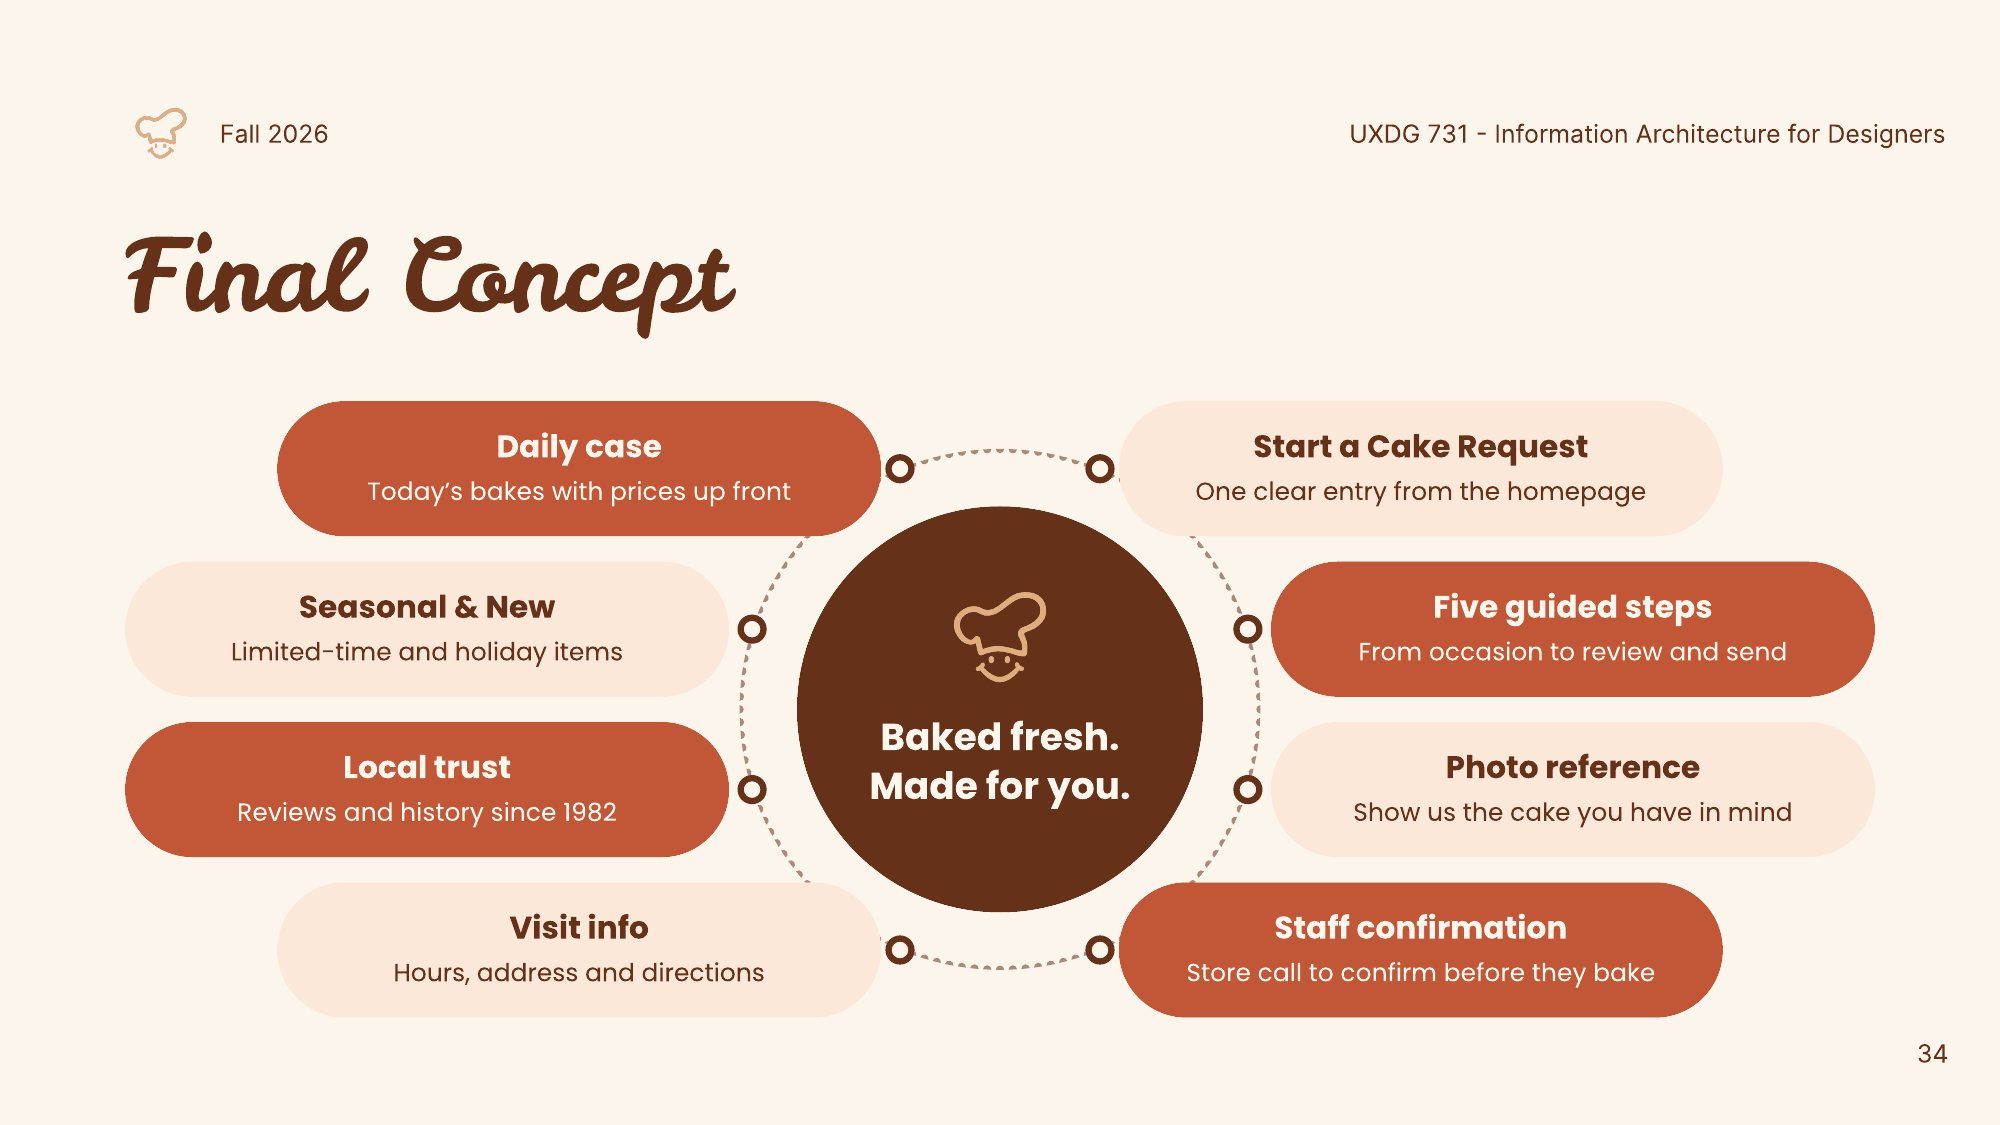 Fall 2026
UXDG 731 - Information Architecture for Designers
Final Concept
Daily case
Today’s bakes with prices up front
Seasonal & New
Limited-time and holiday items
Local trust
Reviews and history since 1982
Visit info
Hours, address and directions
Baked fresh.
Made for you.
Start a Cake Request
One clear entry from the homepage
Five guided steps
From occasion to review and send
Photo reference
Show us the cake you have in mind
Staff confirmation
Store call to confirm before they bake
34